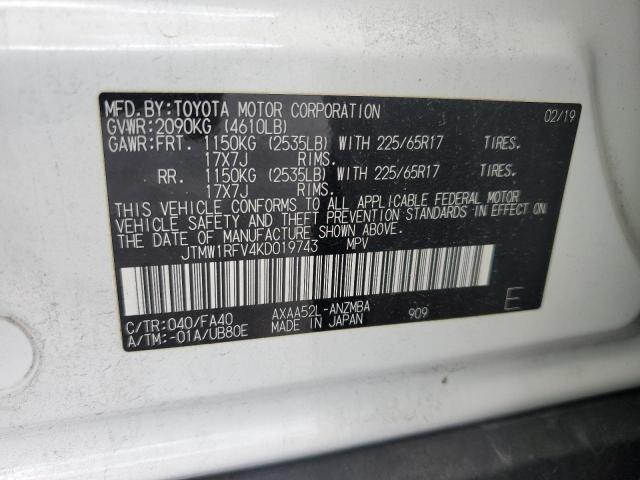 MFD. BY: TOYOTA MOTOR CORPORATION 02/19
GVWR: 2090KG (4610LB)
GAWR: FRT. 1150KG (2535LB) WITH 225/65R17 TIRES.
17X7J RIMS.
RR. 1150KG (2535LB) WITH 225/65R17 TIRES.
17X7J RIMS.
THIS VEHICLE CONFORMS TO ALL APPLICABLE FEDERAL MOTOR
VEHICLE SAFETY AND THEFT PREVENTION STANDARDS IN EFFECT ON
THE DATE OF MANUFACTURE SHOWN ABOVE.
JTMW1RFV4KD019743 MPV
C/TR: 040/FA40 AXAA52L-ANZMBA 909 E
A/TM: -01A/UB80E MADE IN JAPAN